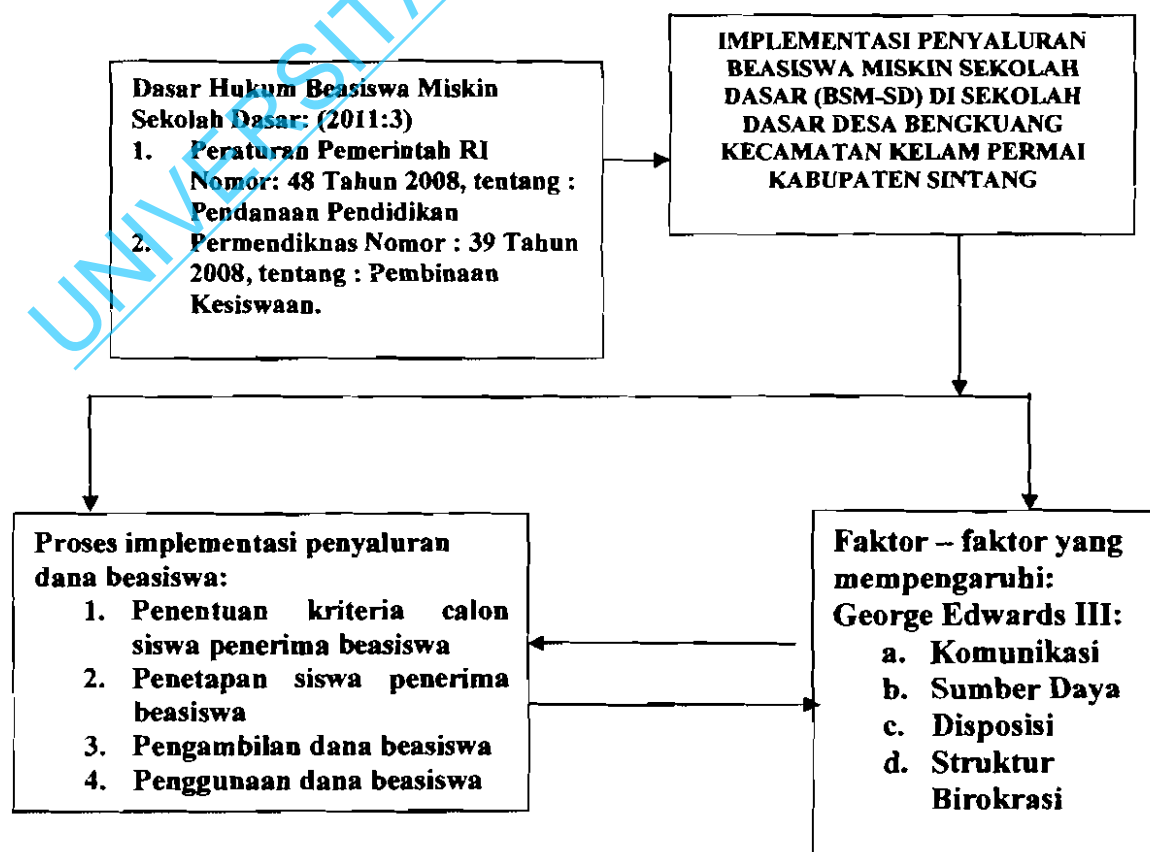 Dasar Hukum Beasiswa Miskin
Sekolah Dasar: (2011:3)
1. Peraturan Pemerintah RI
Nomor: 48 Tahun 2008, tentang :
Pendanaan Pendidikan
2. Permendiknas Nomor : 39 Tahun
2008, tentang : Pembinaan
Kesiswaan.
IMPLEMENTASI PENYALURAN
BEASISWA MISKIN SEKOLAH
DASAR (BSM-SD) DI SEKOLAH
DASAR DESA BENGKUANG
KECAMATAN KELAM PERMAI
KABUPATEN SINTANG
Proses implementasi penyaluran
dana beasiswa:
1. Penentuan kriteria calon
siswa penerima beasiswa
2. Penetapan siswa penerima
beasiswa
3. Pengambilan dana beasiswa
4. Penggunaan dana beasiswa
Faktor – faktor yang
mempengaruhi:
George Edwards III:
a. Komunikasi
b. Sumber Daya
c. Disposisi
d. Struktur
Birokrasi